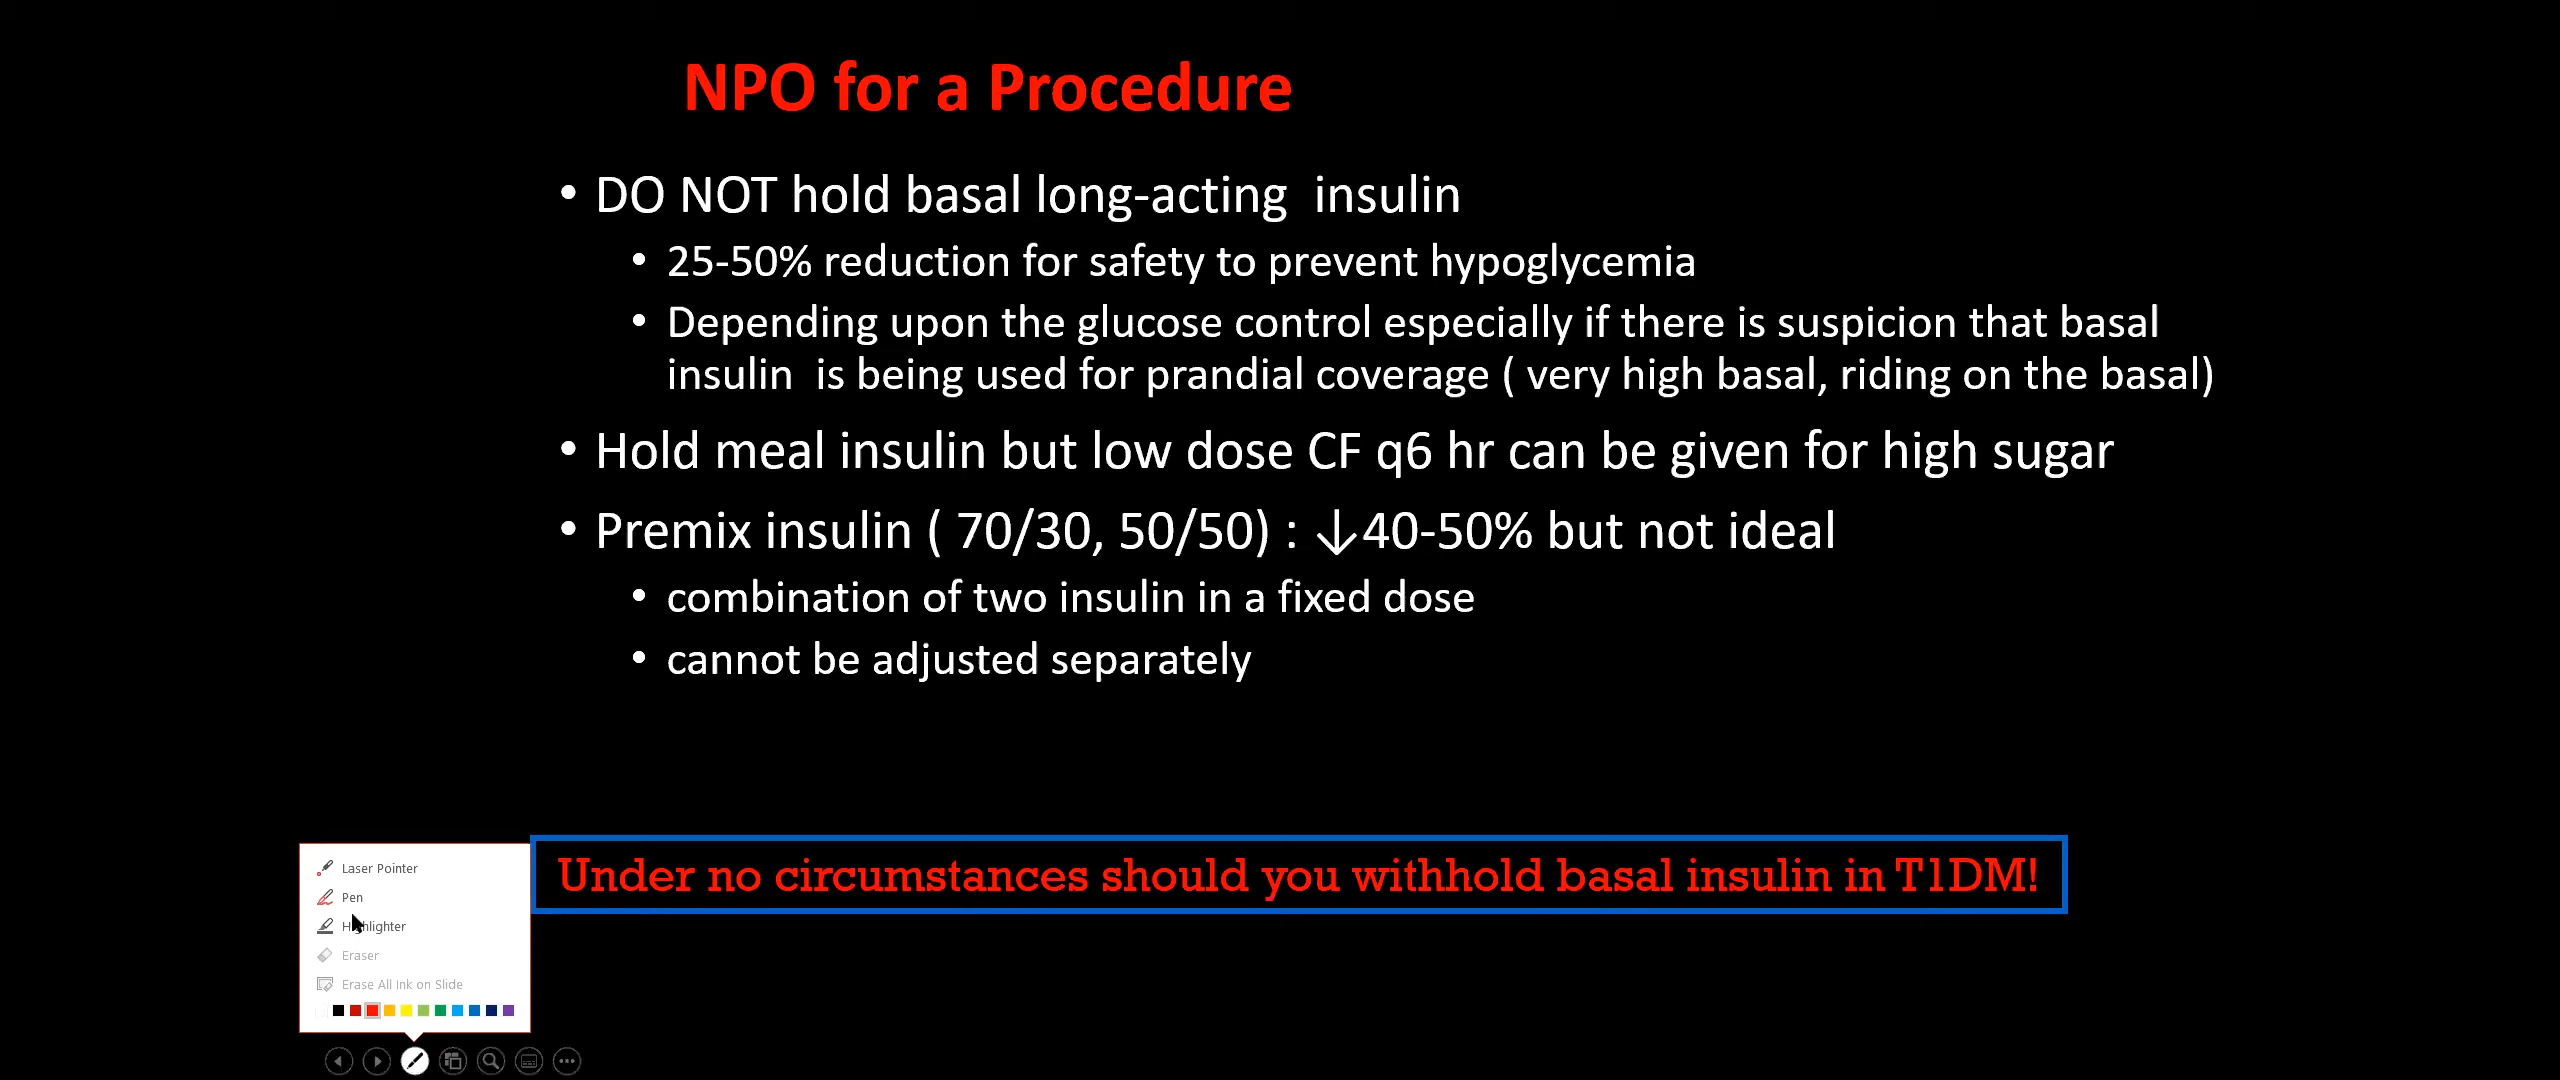 NPO for a Procedure
• DO NOT hold basal long-acting  insulin
• 25-50% reduction for safety to prevent hypoglycemia
• Depending upon the glucose control especially if there is suspicion that basal
insulin  is being used for prandial coverage ( very high basal, riding on the basal)
• Hold meal insulin but low dose CF q6 hr can be given for high sugar
• Premix insulin ( 70/30, 50/50) : ↓40-50% but not ideal
• combination of two insulin in a fixed dose
• cannot be adjusted separately
Under no circumstances should you withhold basal insulin in T1DM!
Laser Pointer
Pen
Highlighter
Eraser
Erase All Ink on Slide